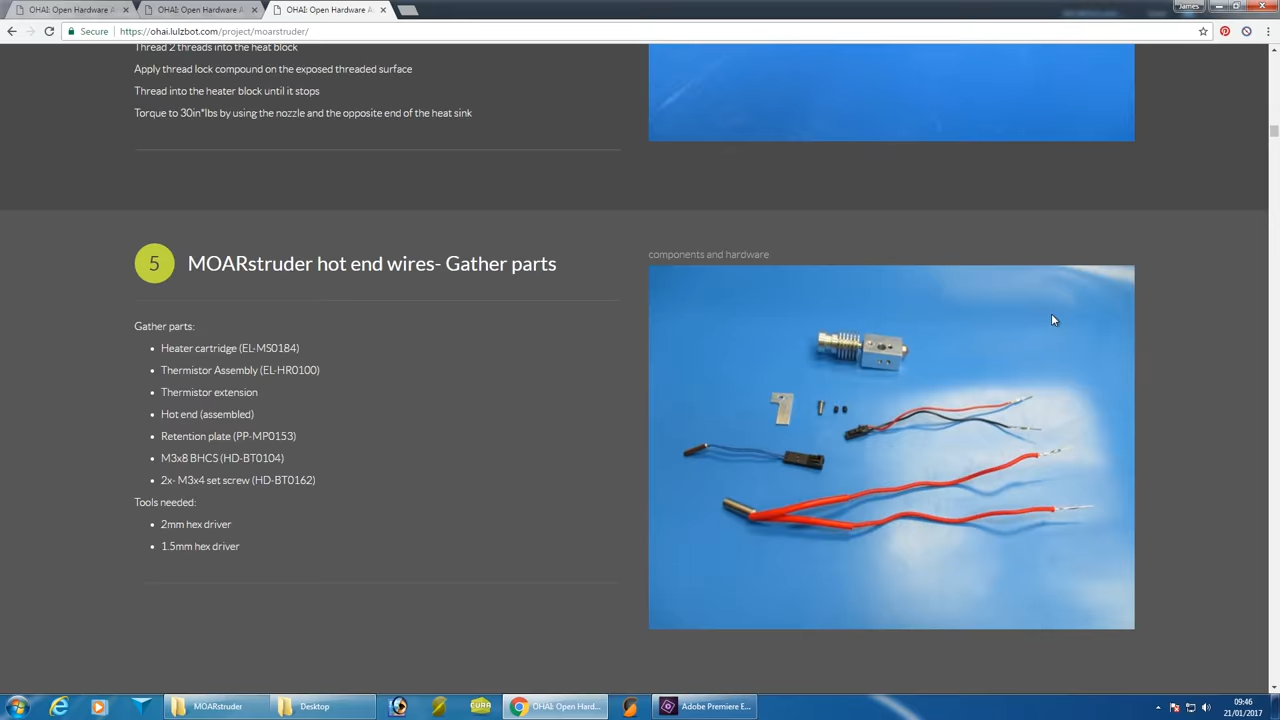 OHAI: Open Hardware A
OHAI: Open Hardware A
OHAI: Open Hardware A
James
Secure
https://ohai.lulzbot.com/project/moarstruder/
Thread 2 threads into the heat block
Apply thread lock compound on the exposed threaded surface
Thread into the heater block until it stops
Torque to 30in*lbs by using the nozzle and the opposite end of the heat sink
5
MOARstruder hot end wires- Gather parts
components and hardware
Gather parts:
Heater cartridge (EL-MS0184)
Thermistor Assembly (EL-HR0100)
Thermistor extension
Hot end (assembled)
Retention plate (PP-MP0153)
M3x8 BHCS (HD-BT0104)
2x- M3x4 set screw (HD-BT0162)
Tools needed:
2mm hex driver
1.5mm hex driver
MOARstruder
Desktop
CURA
OHAI: Open Hard...
Adobe Premiere E...
09:46
21/01/2017